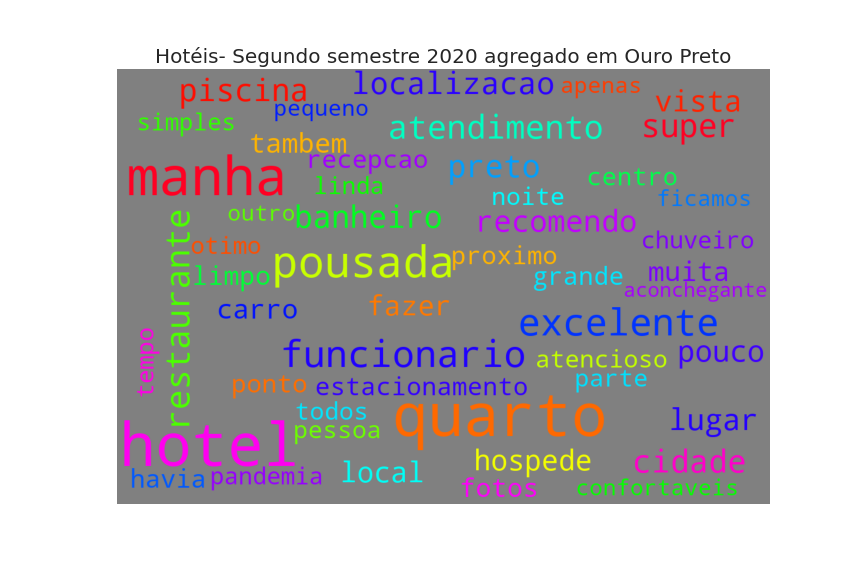 Hotéis- Segundo semestre 2020 agregado em Ouro Preto
piscina
localizacao
apenas
vista
simples
pequeno
atendimento
super
tambem
manha
recepcao
preto
centro
linda
noite
ficamos
restaurante
outro
banheiro
recomendo
chuveiro
otimo
limpo
pousada
proximo
grande
muita
aconchegante
carro
fazer
excelente
tempo
funcionario
atencioso
pouco
ponto
estacionamento
parte
todos
pessoa
quarto
lugar
hotel
havia
pandemia
local
hospede
cidade
fotos
confortaveis